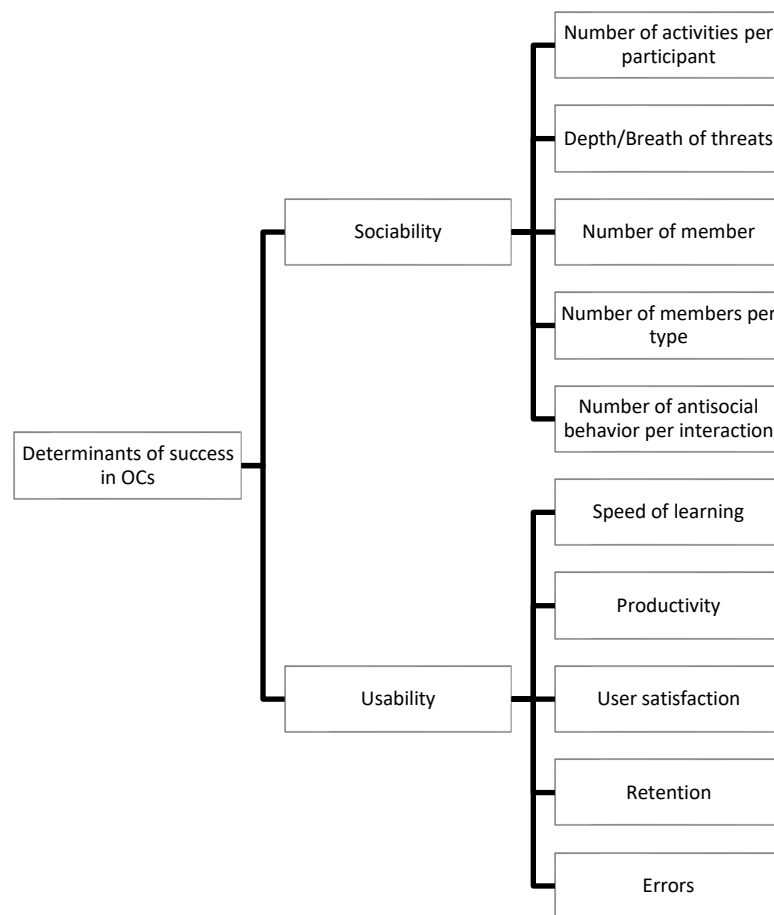 Number of activities per
participant
Depth/Breath of threats
Sociability
Number of member
Number of members per
type
Number of antisocial
behavior per interaction
Determinants of success
in OCs
Speed of learning
Productivity
Usability
User satisfaction
Retention
Errors